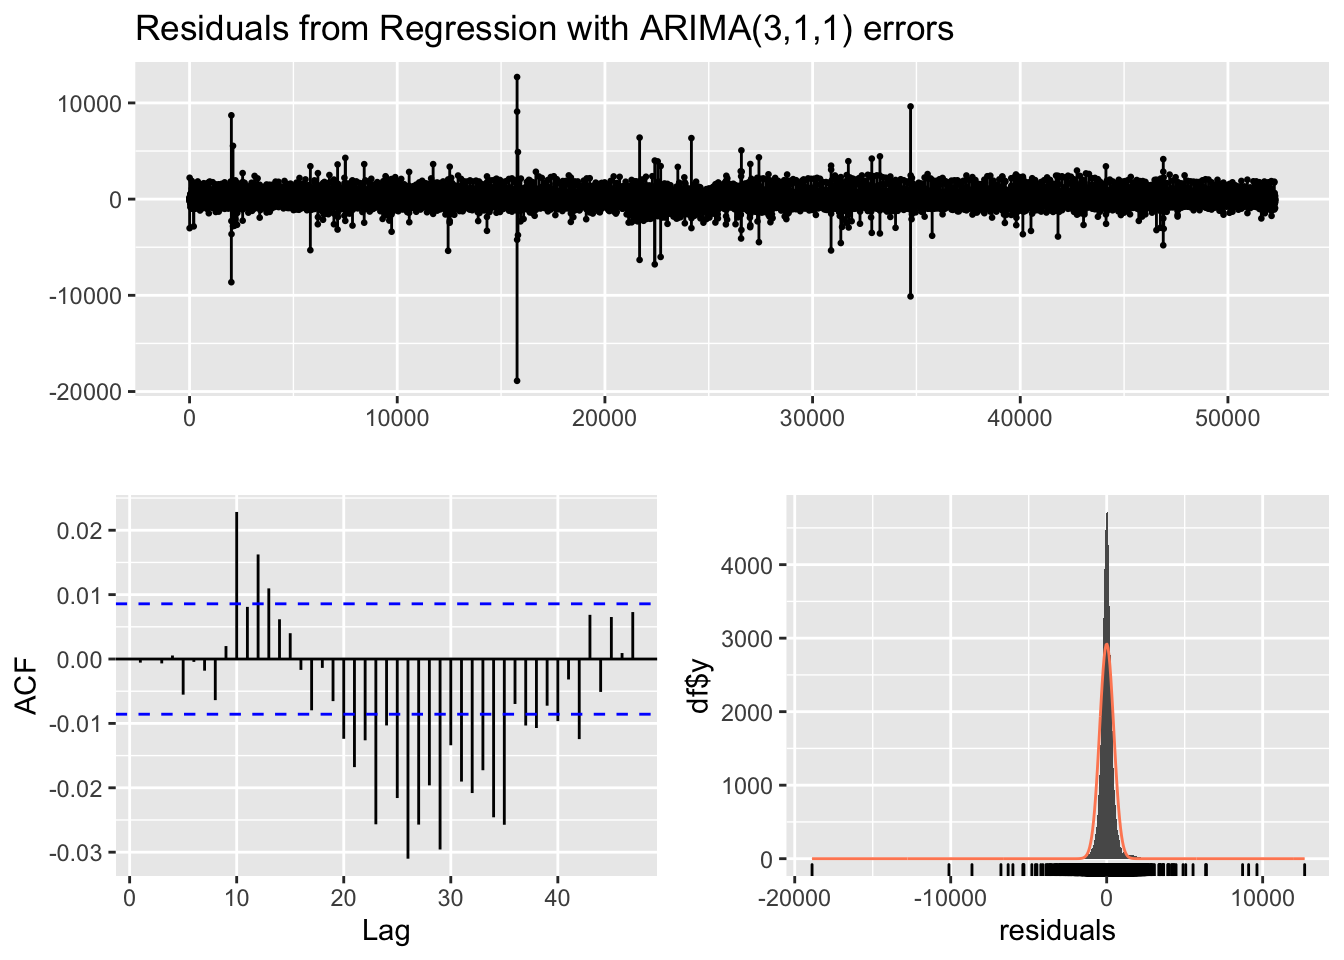 Residuals from Regression with ARIMA(3,1,1) errors
10000
0
-10000
-20000
0 10000 20000 30000 40000 50000
0.02
0.01
0.00
-0.01
-0.02
-0.03
ACF
0 10 20 30 40
Lag
4000
3000
2000
1000
0
df$y
-20000 -10000 0 10000
residuals